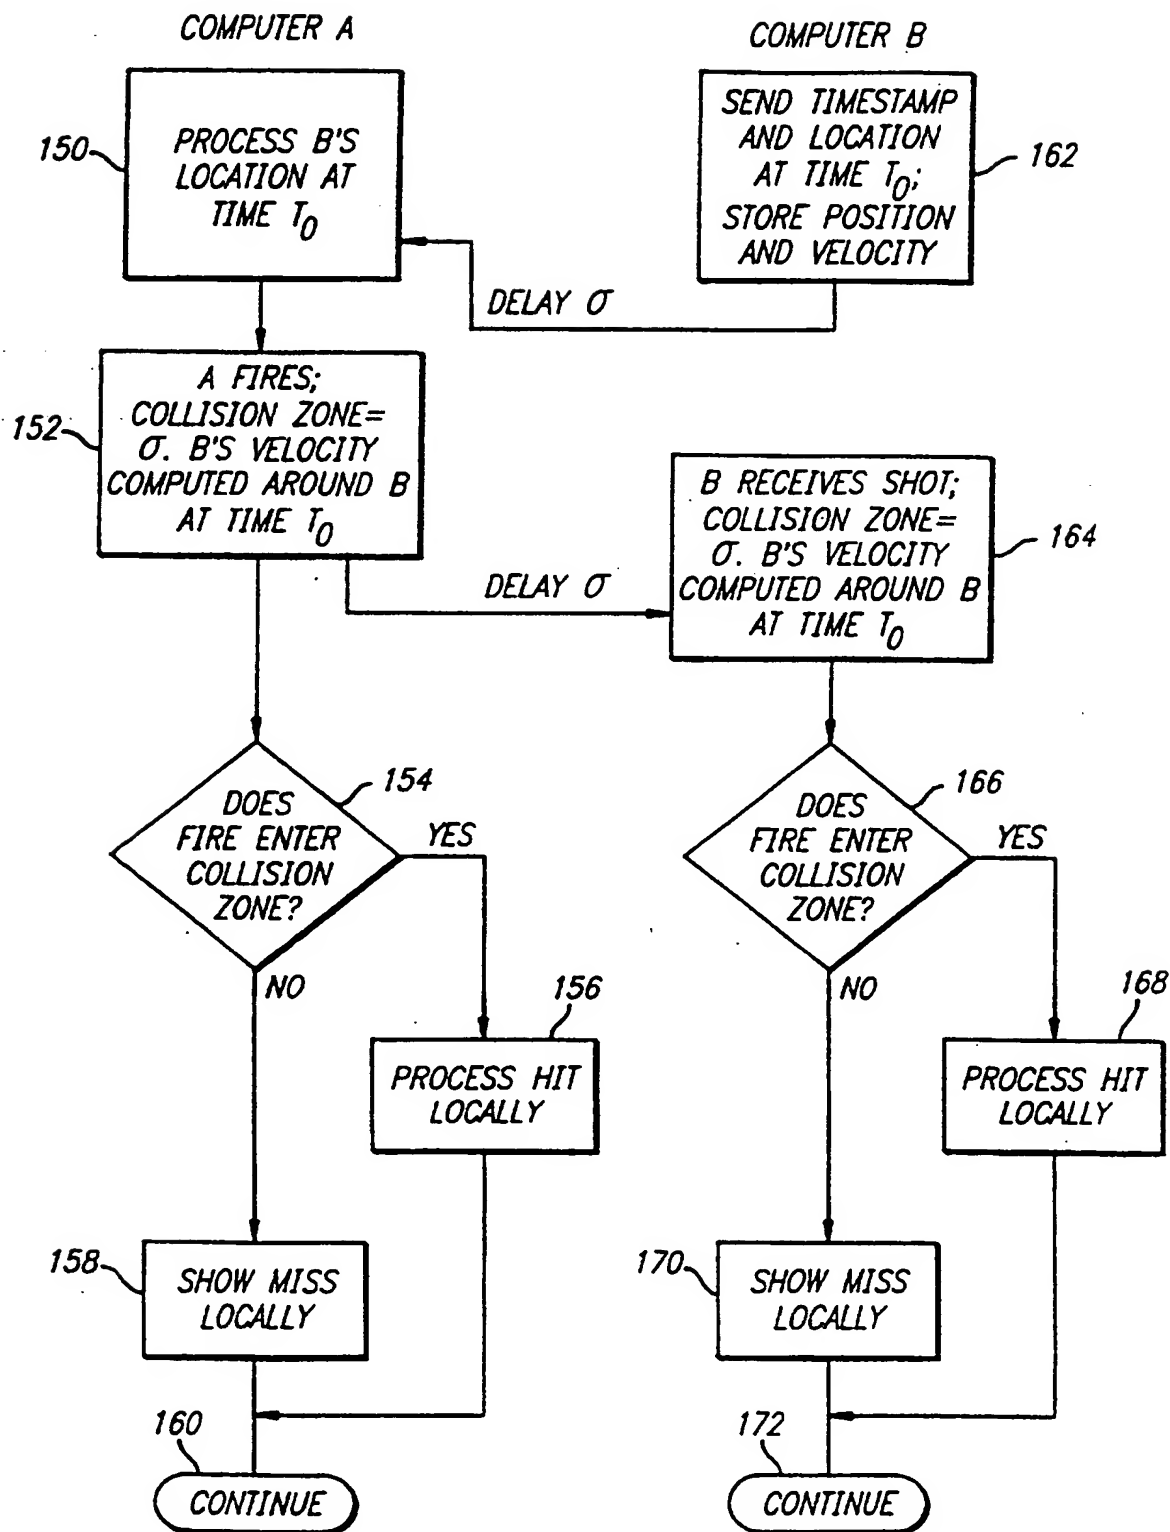 COMPUTER A
COMPUTER B
150
PROCESS B'S
LOCATION AT
TIME T0
SEND TIMESTAMP
AND LOCATION
AT TIME T0;
STORE POSITION
AND VELOCITY
162
DELAY σ
152
A FIRES;
COLLISION ZONE=
σ. B'S VELOCITY
COMPUTED AROUND B
AT TIME T0
DELAY σ
B RECEIVES SHOT;
COLLISION ZONE=
σ. B'S VELOCITY
COMPUTED AROUND B
AT TIME T0
164
154
DOES
FIRE ENTER
COLLISION
ZONE?
YES
NO
166
DOES
FIRE ENTER
COLLISION
ZONE?
YES
NO
156
PROCESS HIT
LOCALLY
168
PROCESS HIT
LOCALLY
158
SHOW MISS
LOCALLY
170
SHOW MISS
LOCALLY
160
CONTINUE
172
CONTINUE